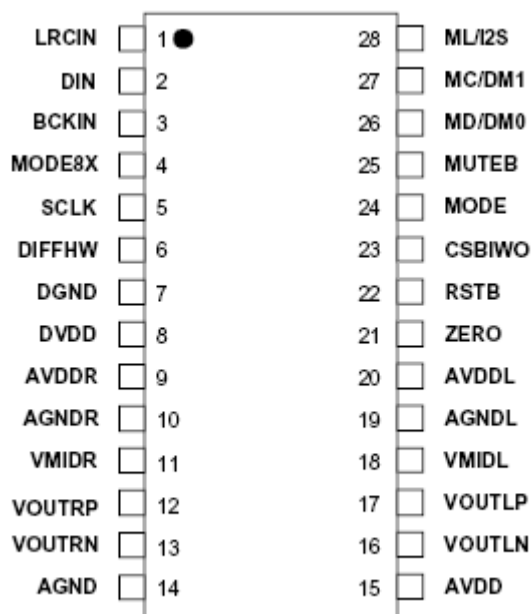 LRCIN 1 28 ML/I2S
DIN 2 27 MC/DM1
BCKIN 3 26 MD/DM0
MODE8X 4 25 MUTEB
SCLK 5 24 MODE
DIFFHW 6 23 CSBIWO
DGND 7 22 RSTB
DVDD 8 21 ZERO
AVDDR 9 20 AVDDL
AGNDR 10 19 AGNDL
VMIDR 11 18 VMIDL
VOUTRP 12 17 VOUTLP
VOUTRN 13 16 VOUTLN
AGND 14 15 AVDD